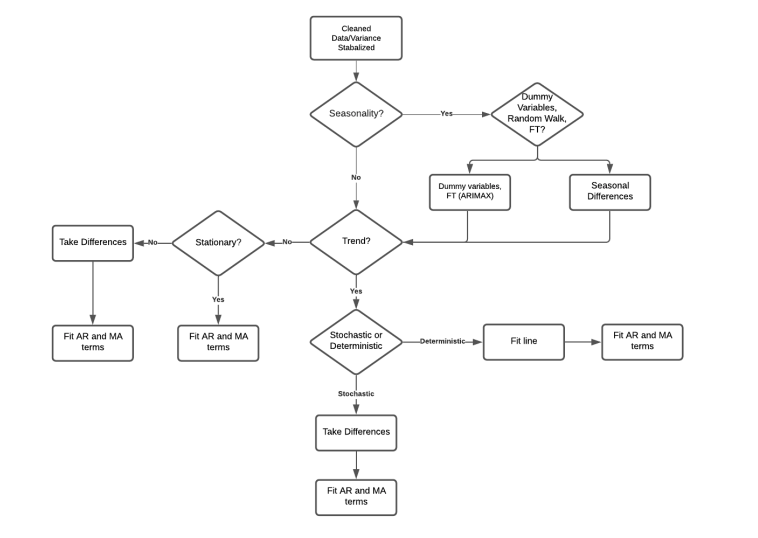 Cleaned
Data/Variance
Stabalized
Seasonality?
Yes
Dummy
Variables,
Random Walk,
FT?
No
Dummy variables,
FT (ARIMAX)
Seasonal
Differences
Take Differences
No
Stationary?
No
Trend?
Yes
Yes
Fit AR and MA
terms
Fit AR and MA
terms
Stochastic or
Deterministic
Deterministic
Fit line
Fit AR and MA
terms
Stochastic
Take Differences
Fit AR and MA
terms